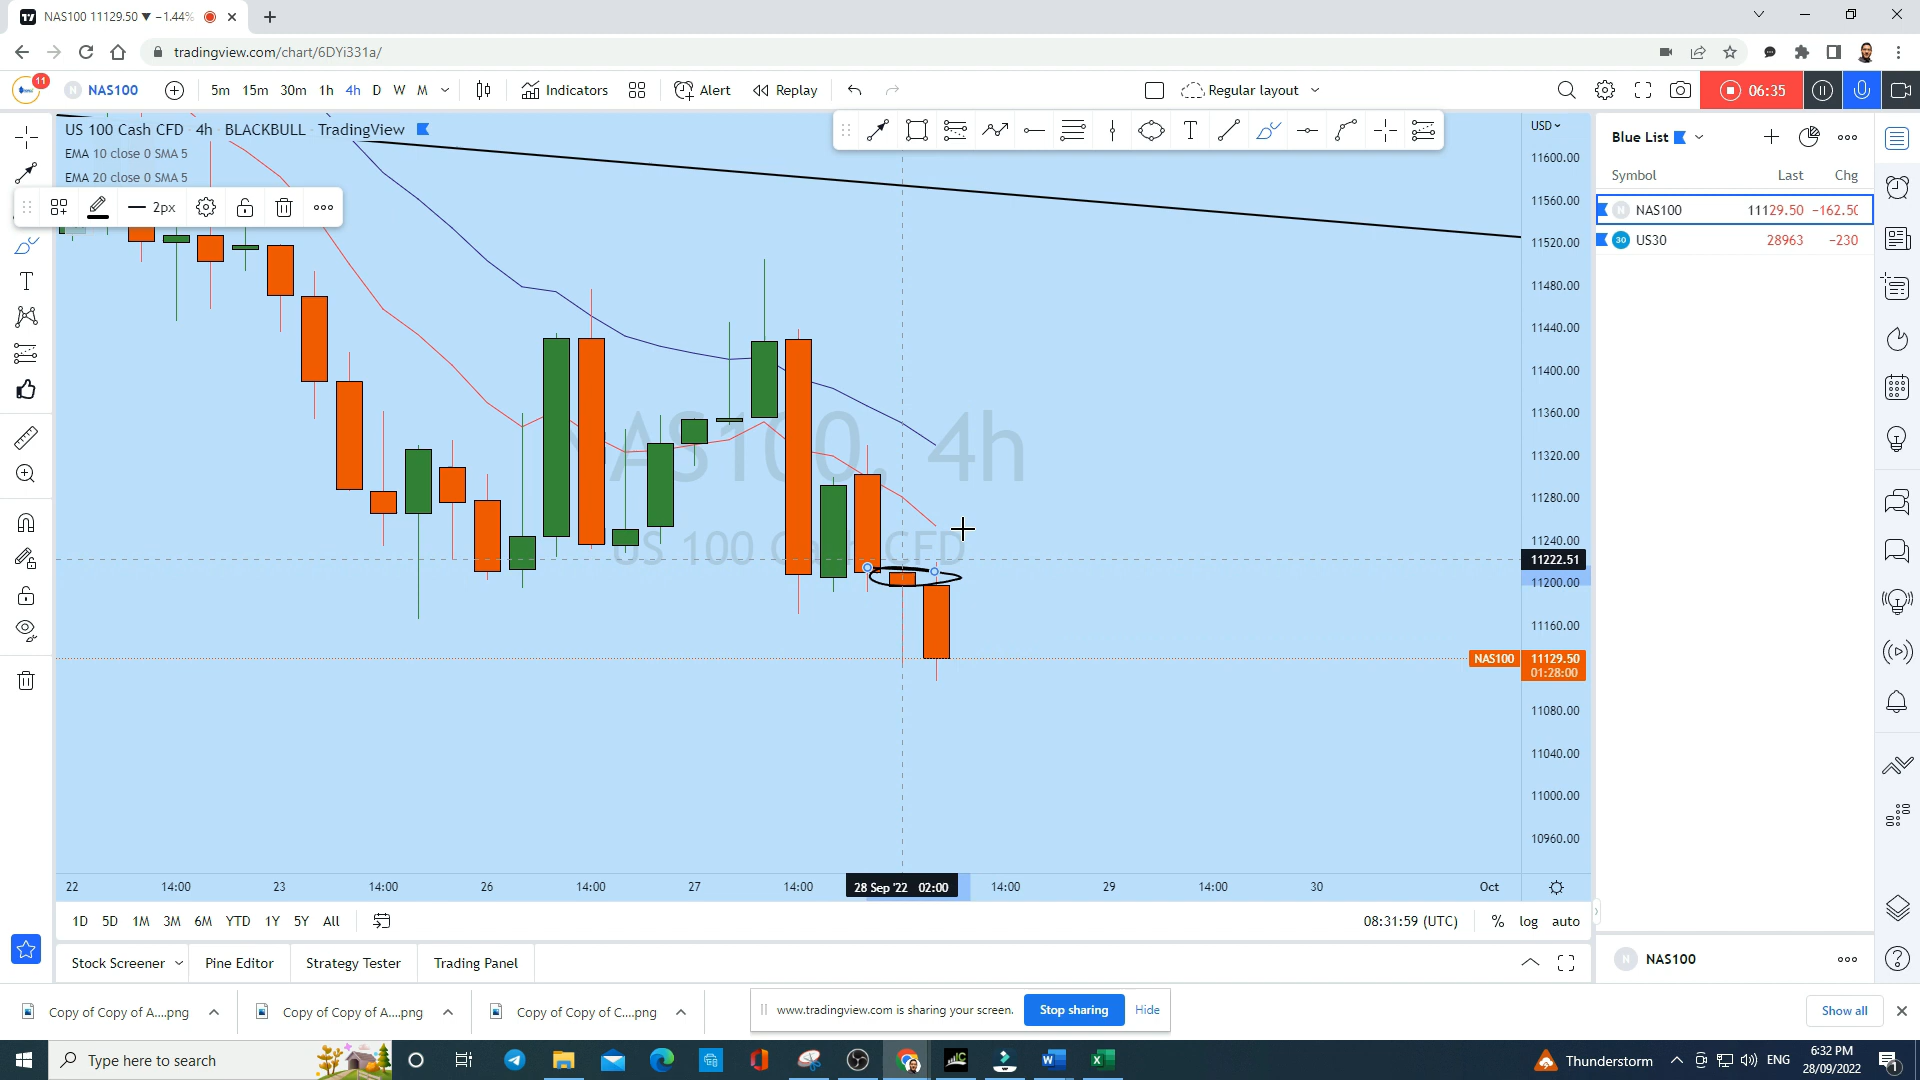 NAS100 11129.50 ▼ −1.44%
tradingview.com/chart/6DYi331a/
11
NAS100
5m 15m 30m 1h 4h D W M
Indicators
Alert
Replay
Regular layout
06:35
US 100 Cash CFD · 4h · BLACKBULL · TradingView
EMA 10 close 0 SMA 5
EMA 20 close 0 SMA 5
2px
T
T
NAS100, 4h
US 100 Cash CFD
USD
11600.00
11560.00
11520.00
11480.00
11440.00
11400.00
11360.00
11320.00
11280.00
11240.00
11222.51
11200.00
11160.00
NAS100 11129.50
01:28:00
11080.00
11040.00
11000.00
10960.00
22 14:00 23 14:00 26 14:00 27 14:00 28 Sep '22 02:00 14:00 29 14:00 30 Oct
1D 5D 1M 3M 6M YTD 1Y 5Y All
08:31:59 (UTC) % log auto
Stock Screener Pine Editor Strategy Tester Trading Panel
Blue List
Symbol Last Chg
N NAS100 11129.50 −162.50
30 US30 28963 −230
N NAS100
Copy of Copy of A....png
Copy of Copy of A....png
Copy of Copy of C....png
www.tradingview.com is sharing your screen. Stop sharing Hide
Show all
Type here to search
Thunderstorm
ENG
6:32 PM
28/09/2022
1